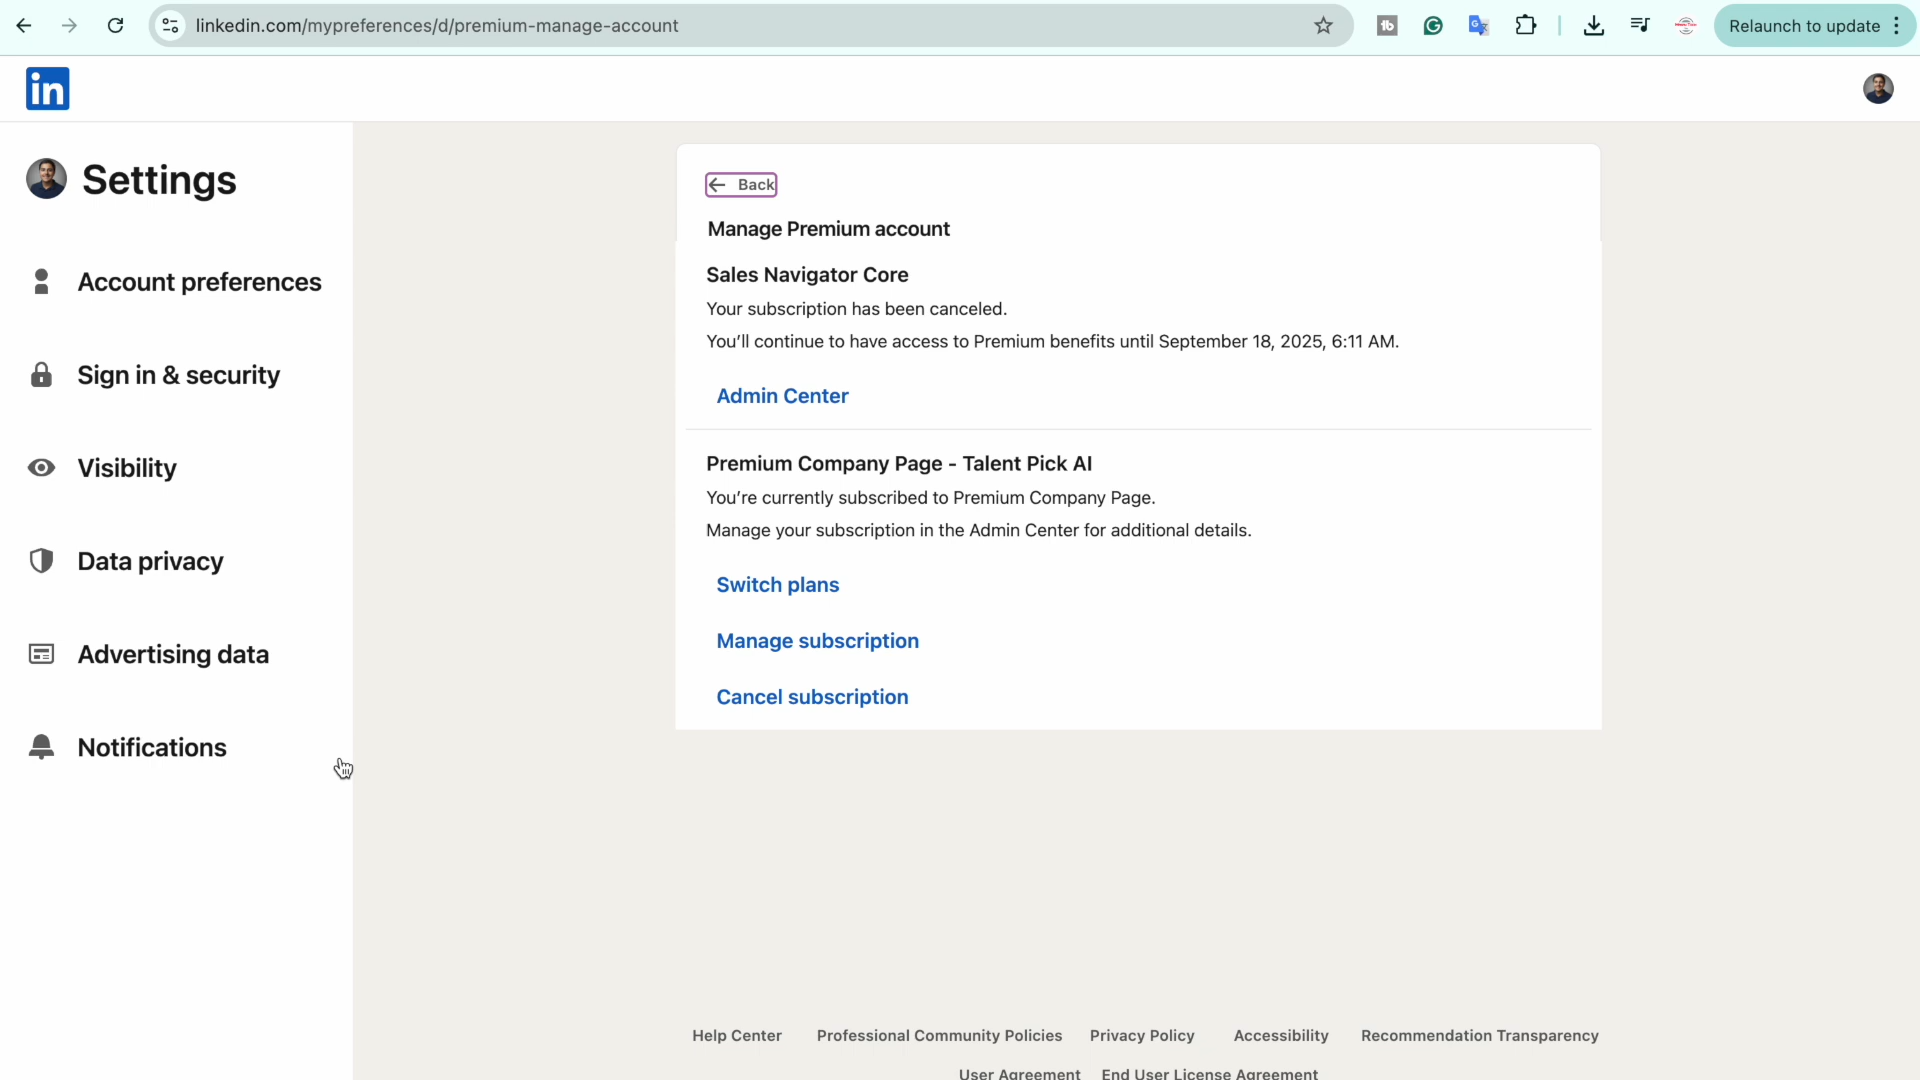 linkedin.com/mypreferences/d/premium-manage-account
Relaunch to update
in
Settings
Account preferences
Sign in & security
Visibility
Data privacy
Advertising data
Notifications
Back
Manage Premium account
Sales Navigator Core
Your subscription has been canceled.
You'll continue to have access to Premium benefits until September 18, 2025, 6:11 AM.
Admin Center
Premium Company Page - Talent Pick AI
You're currently subscribed to Premium Company Page.
Manage your subscription in the Admin Center for additional details.
Switch plans
Manage subscription
Cancel subscription
Help Center Professional Community Policies Privacy Policy Accessibility Recommendation Transparency
User Agreement End User License Agreement